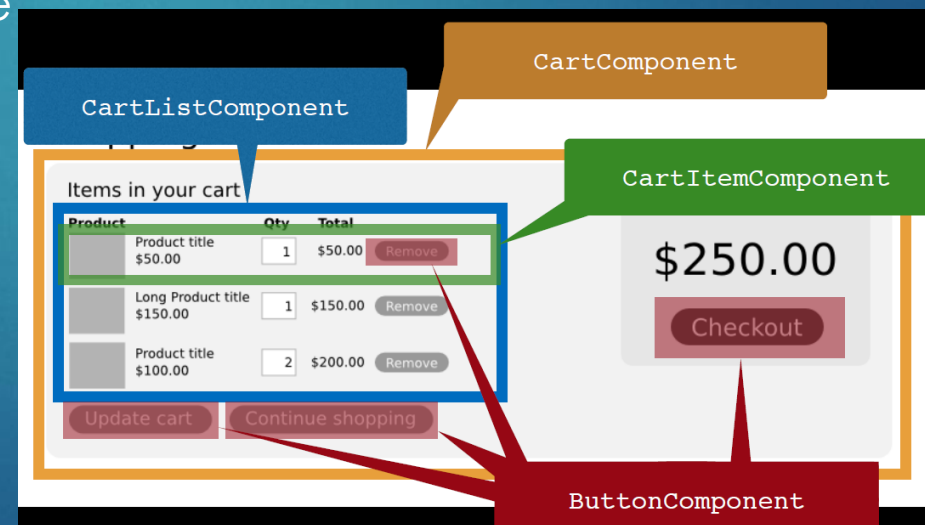 CartComponent
CartListComponent
CartItemComponent
Items in your cart
Product Qty Total
Product title
$50.00
1 $50.00 Remove
Long Product title
$150.00
1 $150.00 Remove
Product title
$100.00
2 $200.00 Remove
$250.00
Checkout
Update cart Continue shopping
ButtonComponent